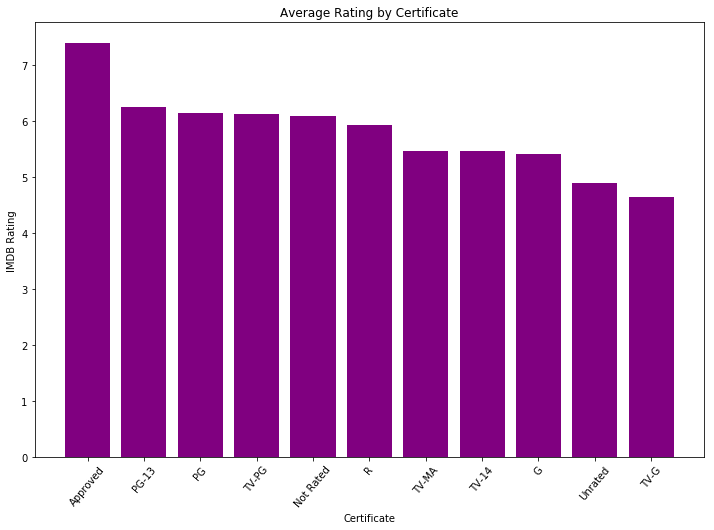 Average Rating by Certificate
IMDB Rating
7
6
5
4
3
2
1
0
Approved
PG-13
PG
TV-PG
Not Rated
R
TV-MA
TV-14
G
Unrated
TV-G
Certificate